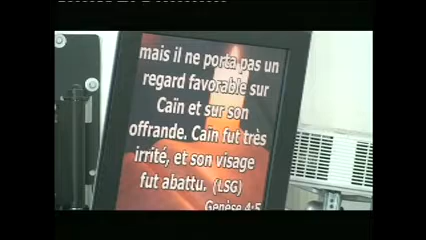 mais il ne porta pas un
regard favorable sur
Caïn et sur son
offrande. Caïn fut très
irrité, et son visage
fut abattu. (LSG)
Genèse 4:5